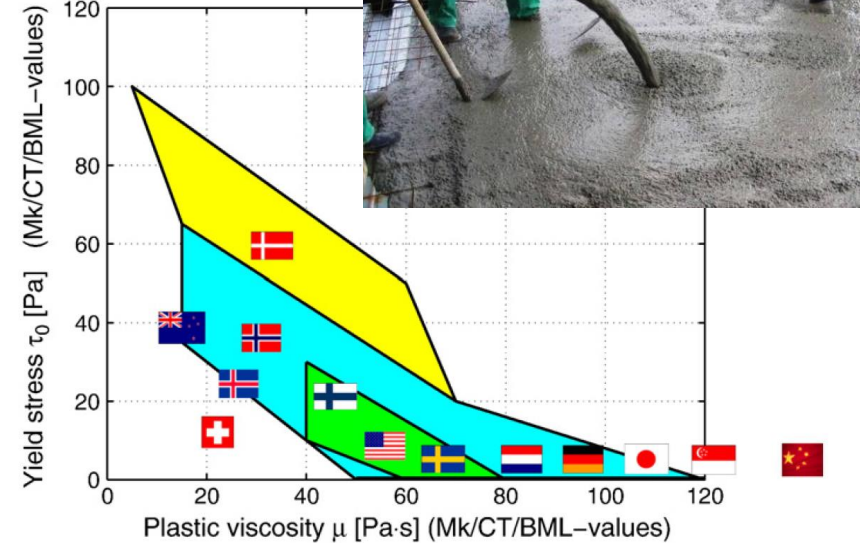 120
100
80
60
40
20
0
Yield stress τ0 [Pa] (Mk/CT/BML−values)
0 20 40 60 80 100 120
Plastic viscosity μ [Pa·s] (Mk/CT/BML−values)